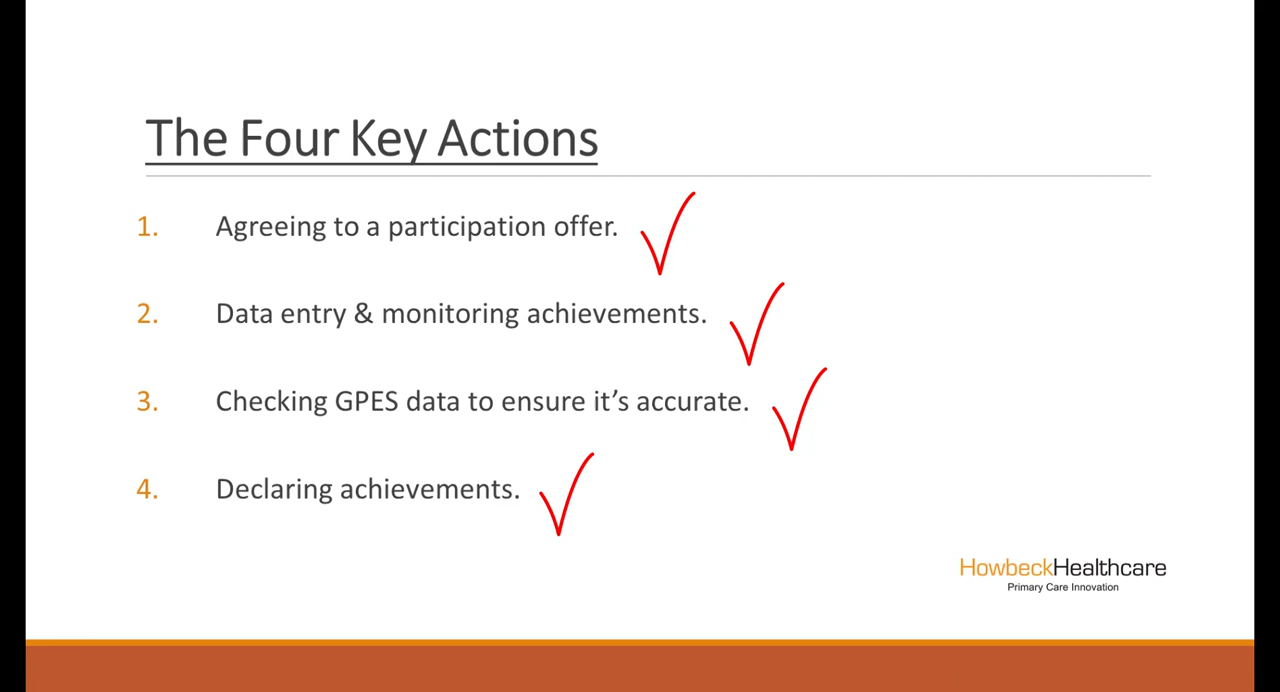 The Four Key Actions
1. Agreeing to a participation offer.
2. Data entry & monitoring achievements.
3. Checking GPES data to ensure it’s accurate.
4. Declaring achievements.
HowbeckHealthcare
Primary Care Innovation